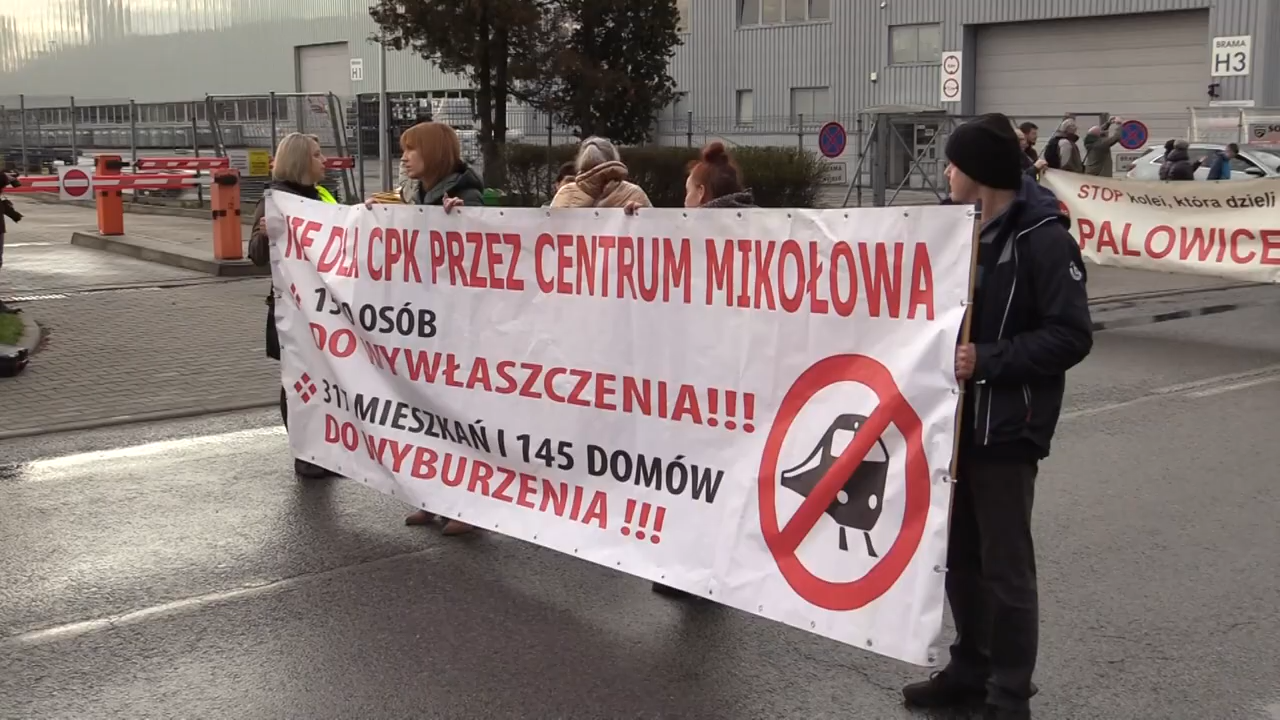 DLA CPK PRZEZ CENTRUM MIKOŁOWA
OSÓB
DO WYWŁASZCZENIA!!!
MIESZKAŃ I 145 DOMÓW
DO WYBURZENIA !!!
STOP kolei, która dzieli
PALOWICE
BRAMA
H3
H1